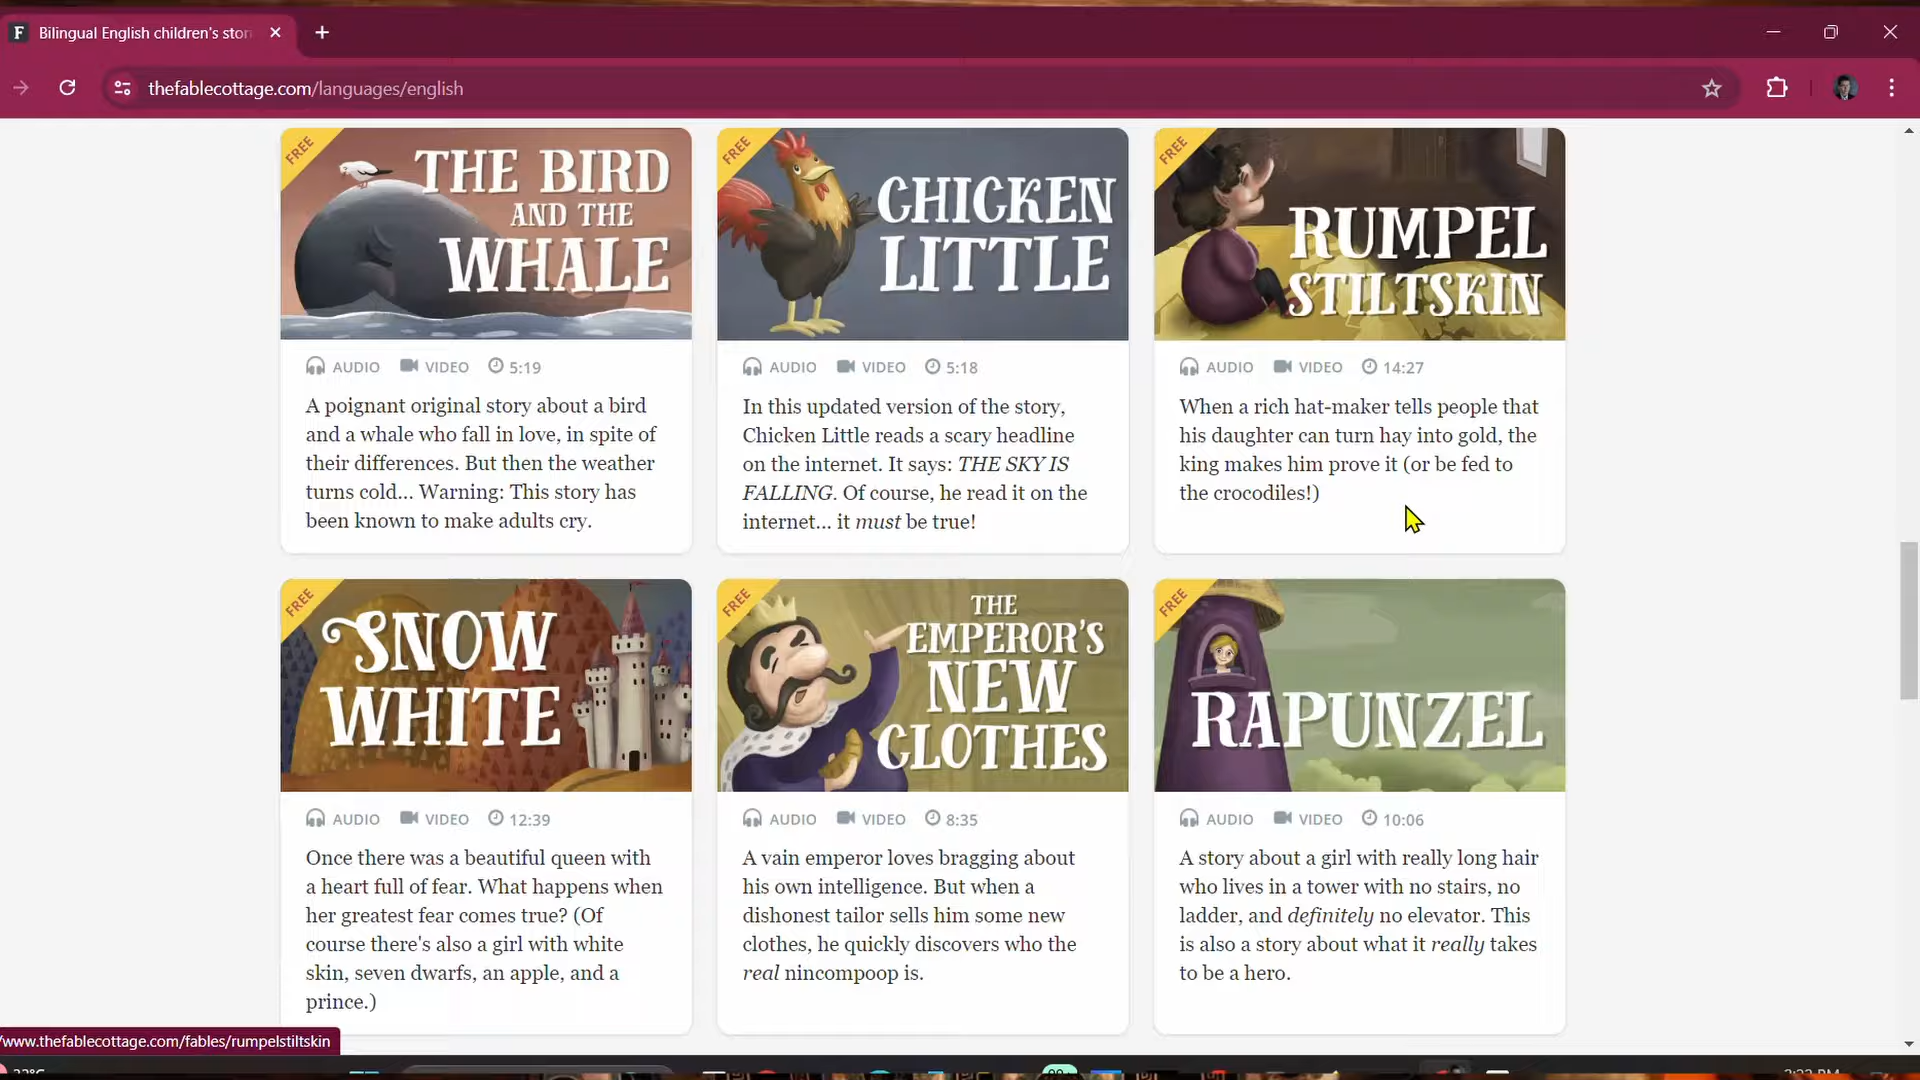 F Bilingual English children's stor
thefablecottage.com/languages/english
FREE
THE BIRD
AND THE
WHALE
AUDIO VIDEO 5:19
A poignant original story about a bird
and a whale who fall in love, in spite of
their differences. But then the weather
turns cold... Warning: This story has
been known to make adults cry.
FREE
CHICKEN
LITTLE
AUDIO VIDEO 5:18
In this updated version of the story,
Chicken Little reads a scary headline
on the internet. It says: THE SKY IS
FALLING. Of course, he read it on the
internet... it must be true!
FREE
RUMPEL
STILTSKIN
AUDIO VIDEO 14:27
When a rich hat-maker tells people that
his daughter can turn hay into gold, the
king makes him prove it (or be fed to
the crocodiles!)
FREE
SNOW
WHITE
AUDIO VIDEO 12:39
Once there was a beautiful queen with
a heart full of fear. What happens when
her greatest fear comes true? (Of
course there's also a girl with white
skin, seven dwarfs, an apple, and a
prince.)
FREE
THE
EMPEROR'S
NEW
CLOTHES
AUDIO VIDEO 8:35
A vain emperor loves bragging about
his own intelligence. But when a
dishonest tailor sells him some new
clothes, he quickly discovers who the
real nincompoop is.
FREE
RAPUNZEL
AUDIO VIDEO 10:06
A story about a girl with really long hair
who lives in a tower with no stairs, no
ladder, and definitely no elevator. This
is also a story about what it really takes
to be a hero.
/www.thefablecottage.com/fables/rumpelstiltskin